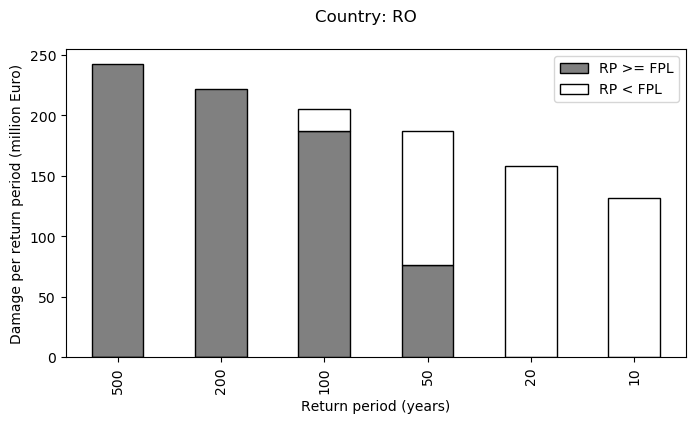 Country: RO
RP >= FPL
RP < FPL
Damage per return period (million Euro)
250
200
150
100
50
0
500
200
100
50
20
10
Return period (years)